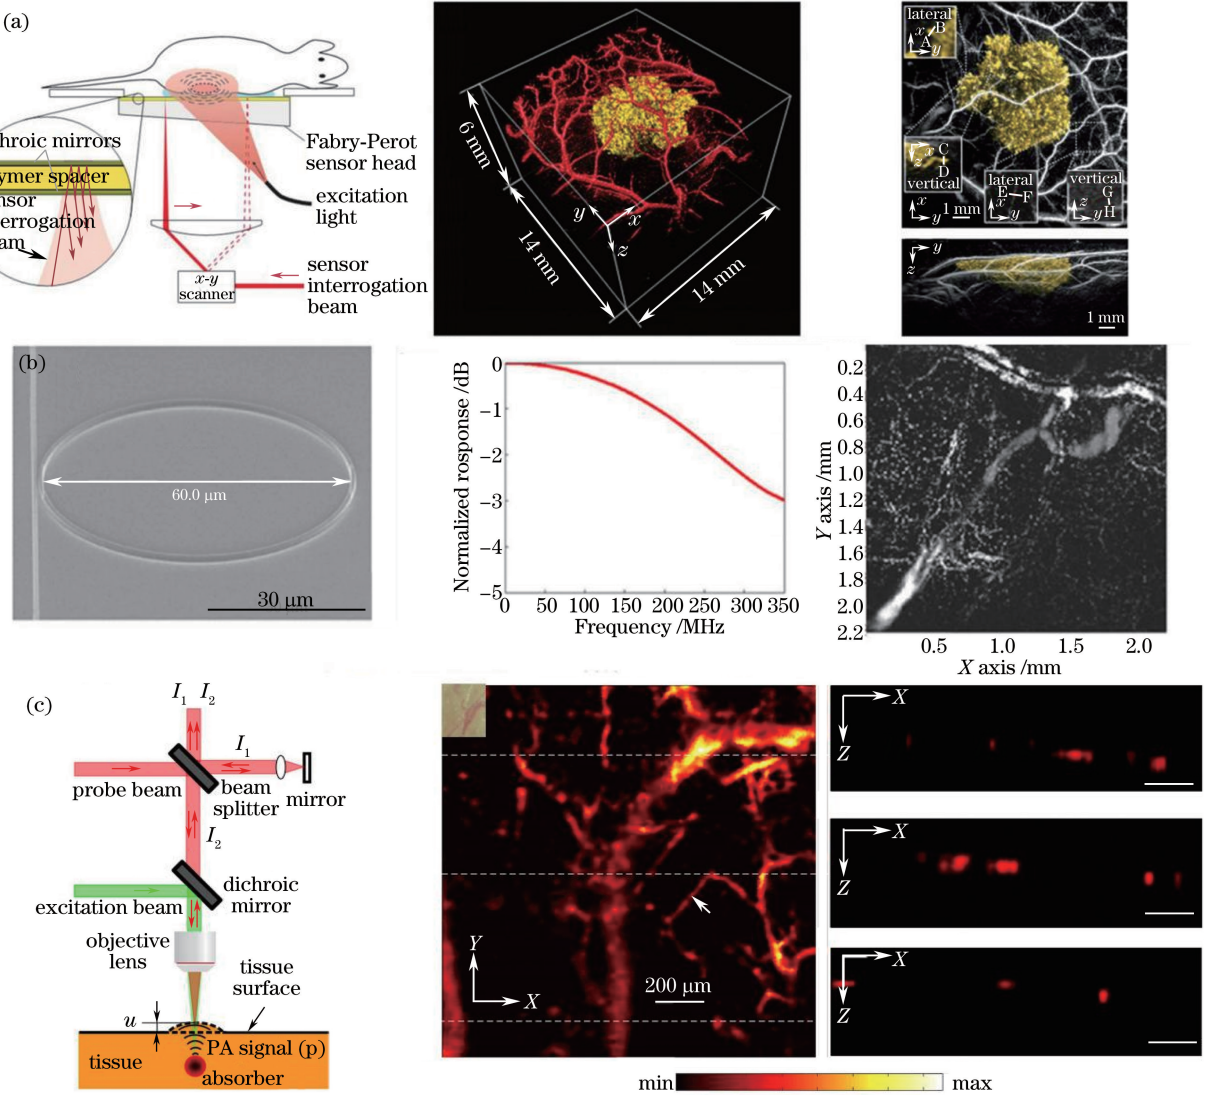 (a)
hroic mirrors
ymer spacer
nsor
terrogation
am
Fabry-Perot
sensor head
excitation
light
x-y
scanner
sensor
interrogation
beam
6 mm
14 mm
14 mm
y
x
z
lateral
x
B
A
y
C
x
z
D
vertical
lateral
E
F
x
y
vertical
z
G
y
H
x
y
1 mm
y
z
1 mm
(b)
60.0 μm
30 μm
Normalized rosponse /dB
0
−1
−2
−3
−4
−5
0 50 100 150 200 250 300 350
Frequency /MHz
Y axis /mm
0.2
0.4
0.6
0.8
1.0
1.2
1.4
1.6
1.8
2.0
2.2
0.5 1.0 1.5 2.0
X axis /mm
(c)
I1 I2
I1
probe beam
beam
splitter
mirror
I2
excitation beam
dichroic
mirror
objective
lens
tissue
surface
u
PA signal (p)
tissue
absorber
Y
X
200 μm
X
Z
X
Z
X
Z
min
max